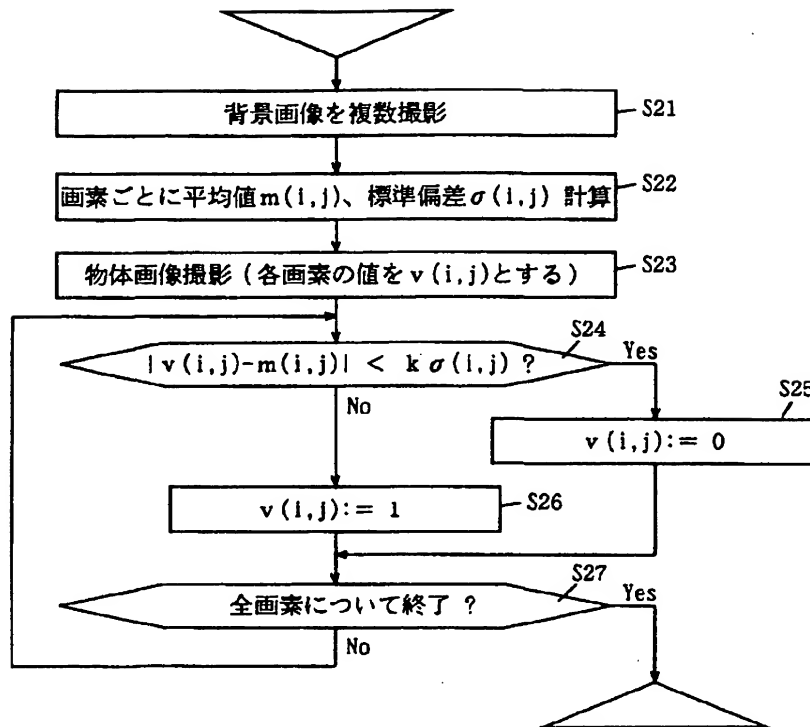 背景画像を複数撮影
S21
画素ごとに平均値m(i,j)、標準偏差σ(i,j) 計算
S22
物体画像撮影(各画素の値をv(i,j)とする)
S23
S24
|v(i,j)-m(i,j)| < kσ(i,j) ?
Yes
No
S25
v(i,j):= 0
v(i,j):= 1
S26
S27
全画素について終了 ?
Yes
No